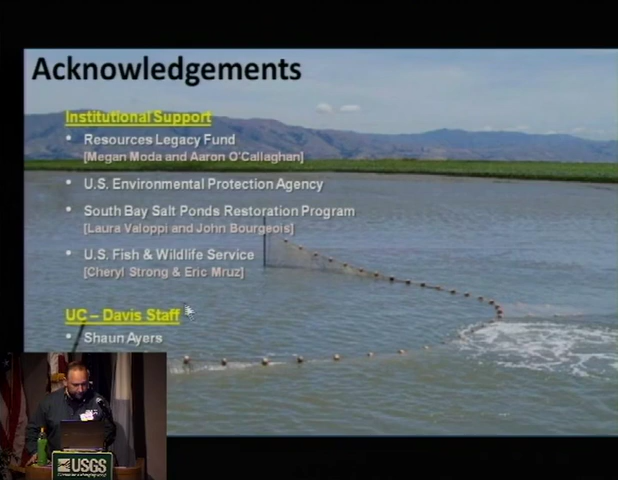 Acknowledgements
Institutional Support
• Resources Legacy Fund
[Megan Moda and Aaron O'Callaghan]
• U.S. Environmental Protection Agency
• South Bay Salt Ponds Restoration Program
[Laura Valoppi and John Bourgeois]
• U.S. Fish & Wildlife Service
[Cheryl Strong & Eric Mruz]
UC – Davis Staff
• Shaun Ayers
USGS